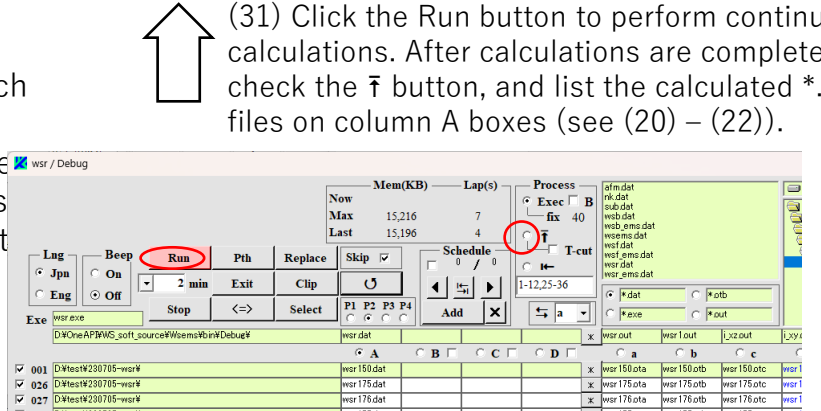 (31) Click the Run button to perform continu
calculations. After calculations are complete
check the ⤒ button, and list the calculated *.
files on column A boxes (see (20) – (22)).
ch
wsr / Debug
Mem(KB) Lap(s)
Now
Max 15,216 7
Last 15,196 4
Process
Exec B
fix 40
⤒
T-cut
1-12,25-36
a
afm.dat
nk.dat
sub.dat
wsb.dat
wsb_ems.dat
wsems.dat
wsf.dat
wsf_ems.dat
wsr.dat
wsr_ems.dat
*.dat *.otb
*.exe *.out
Lng Beep
Jpn On
Eng Off
Run Pth Replace Skip
2 min Exit Clip ↺
Stop <=> Select P1 P2 P3 P4
Schedule
0 / 0
Add X
Exe wsr.exe
D:¥OneAPI¥WS_soft_source¥Wsems¥bin¥Debug¥ wsr.dat x wsr.out wsr1.out i_xz.out i_xy.
A B C D a b c
001 D:¥test¥230705-wsr¥ wsr150.dat x wsr150.ota wsr150.otb wsr150.otc wsr1
026 D:¥test¥230705-wsr¥ wsr175.dat x wsr175.ota wsr175.otb wsr175.otc wsr1
027 D:¥test¥230705-wsr¥ wsr176.dat x wsr176.ota wsr176.otb wsr176.otc wsr1